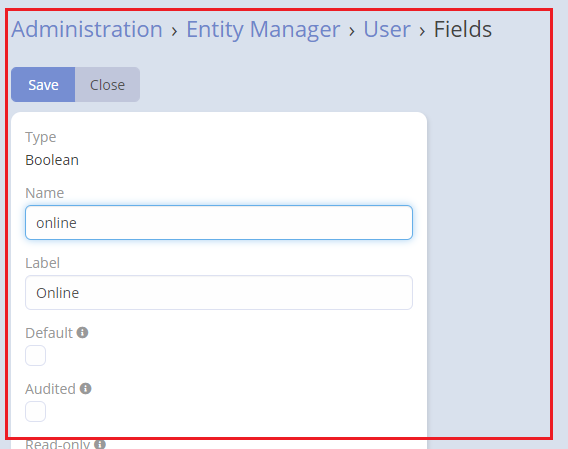 Administration › Entity Manager › User › Fields
Save Close
Type
Boolean
Name
online
Label
Online
Default
Audited
Read-only